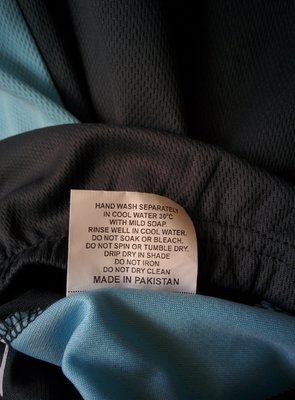 HAND WASH SEPARATELY
IN COOL WATER 30°C
WITH MILD SOAP.
RINSE WELL IN COOL WATER.
DO NOT SOAK OR BLEACH.
DO NOT SPIN OR TUMBLE DRY.
DRIP DRY IN SHADE
DO NOT IRON
DO NOT DRY CLEAN
MADE IN PAKISTAN